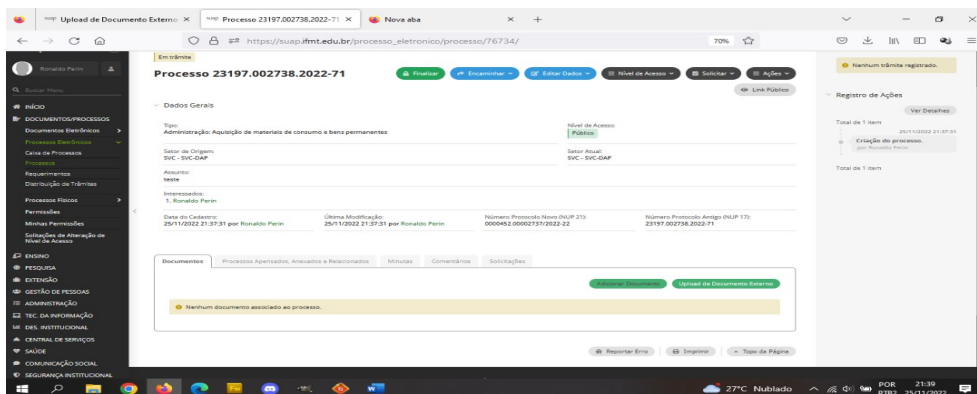 suap Upload de Documento Externo ×
suap Processo 23197.002738.2022-71 ×
Nova aba ×
https://suap.ifmt.edu.br/processo_eletronico/processo/76734/
70%
Ronaldo Perin
Buscar Menu
INÍCIO
DOCUMENTOS/PROCESSOS
Documentos Eletrônicos
Processos Eletrônicos
Caixa de Processos
Processos
Requerimentos
Distribuição de Trâmites
Processos Físicos
Permissões
Minhas Permissões
Solitações de Alteração de
Nível de Acesso
ENSINO
PESQUISA
EXTENSÃO
GESTÃO DE PESSOAS
ADMINISTRAÇÃO
TEC. DA INFORMAÇÃO
DES. INSTITUCIONAL
CENTRAL DE SERVIÇOS
SAÚDE
COMUNICAÇÃO SOCIAL
SEGURANÇA INSTITUCIONAL
Em trâmite
Processo 23197.002738.2022-71
Finalizar Encaminhar Editar Dados Nível de Acesso Solicitar Ações
Link Público
Dados Gerais
Tipo: Nível de Acesso:
Administração: Aquisição de materiais de consumo e bens permanentes Público
Setor de Origem: Setor Atual:
SVC - SVC-DAP SVC - SVC-DAP
Assunto:
teste
Interessados:
1. Ronaldo Perin
Data do Cadastro: Última Modificação: Número Protocolo Novo (NUP 21): Número Protocolo Antigo (NUP 17):
25/11/2022 21:37:31 por Ronaldo Perin 25/11/2022 21:37:31 por Ronaldo Perin 0000452.00002737/2022-22 23197.002738.2022-71
Documentos Processos Apensados, Anexados e Relacionados Minutas Comentários Solicitações
Adicionar Documento Upload de Documento Externo
Nenhum documento associado ao processo.
Reportar Erro Imprimir Topo da Página
Nenhum trâmite registrado.
Registro de Ações
Ver Detalhes
Total de 1 item
25/11/2022 21:37:31
Criação do processo.
por Ronaldo Perin
Total de 1 item
27°C Nublado
POR 21:39
PTB2 25/11/2022